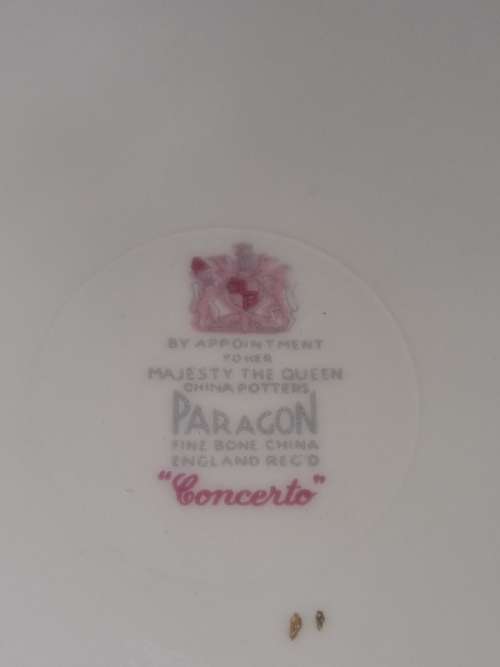 BY APPOINTMENT
TO HER
MAJESTY THE QUEEN
CHINA POTTERS
PARAGON
FINE BONE CHINA
ENGLAND REG'D
"Concerto"